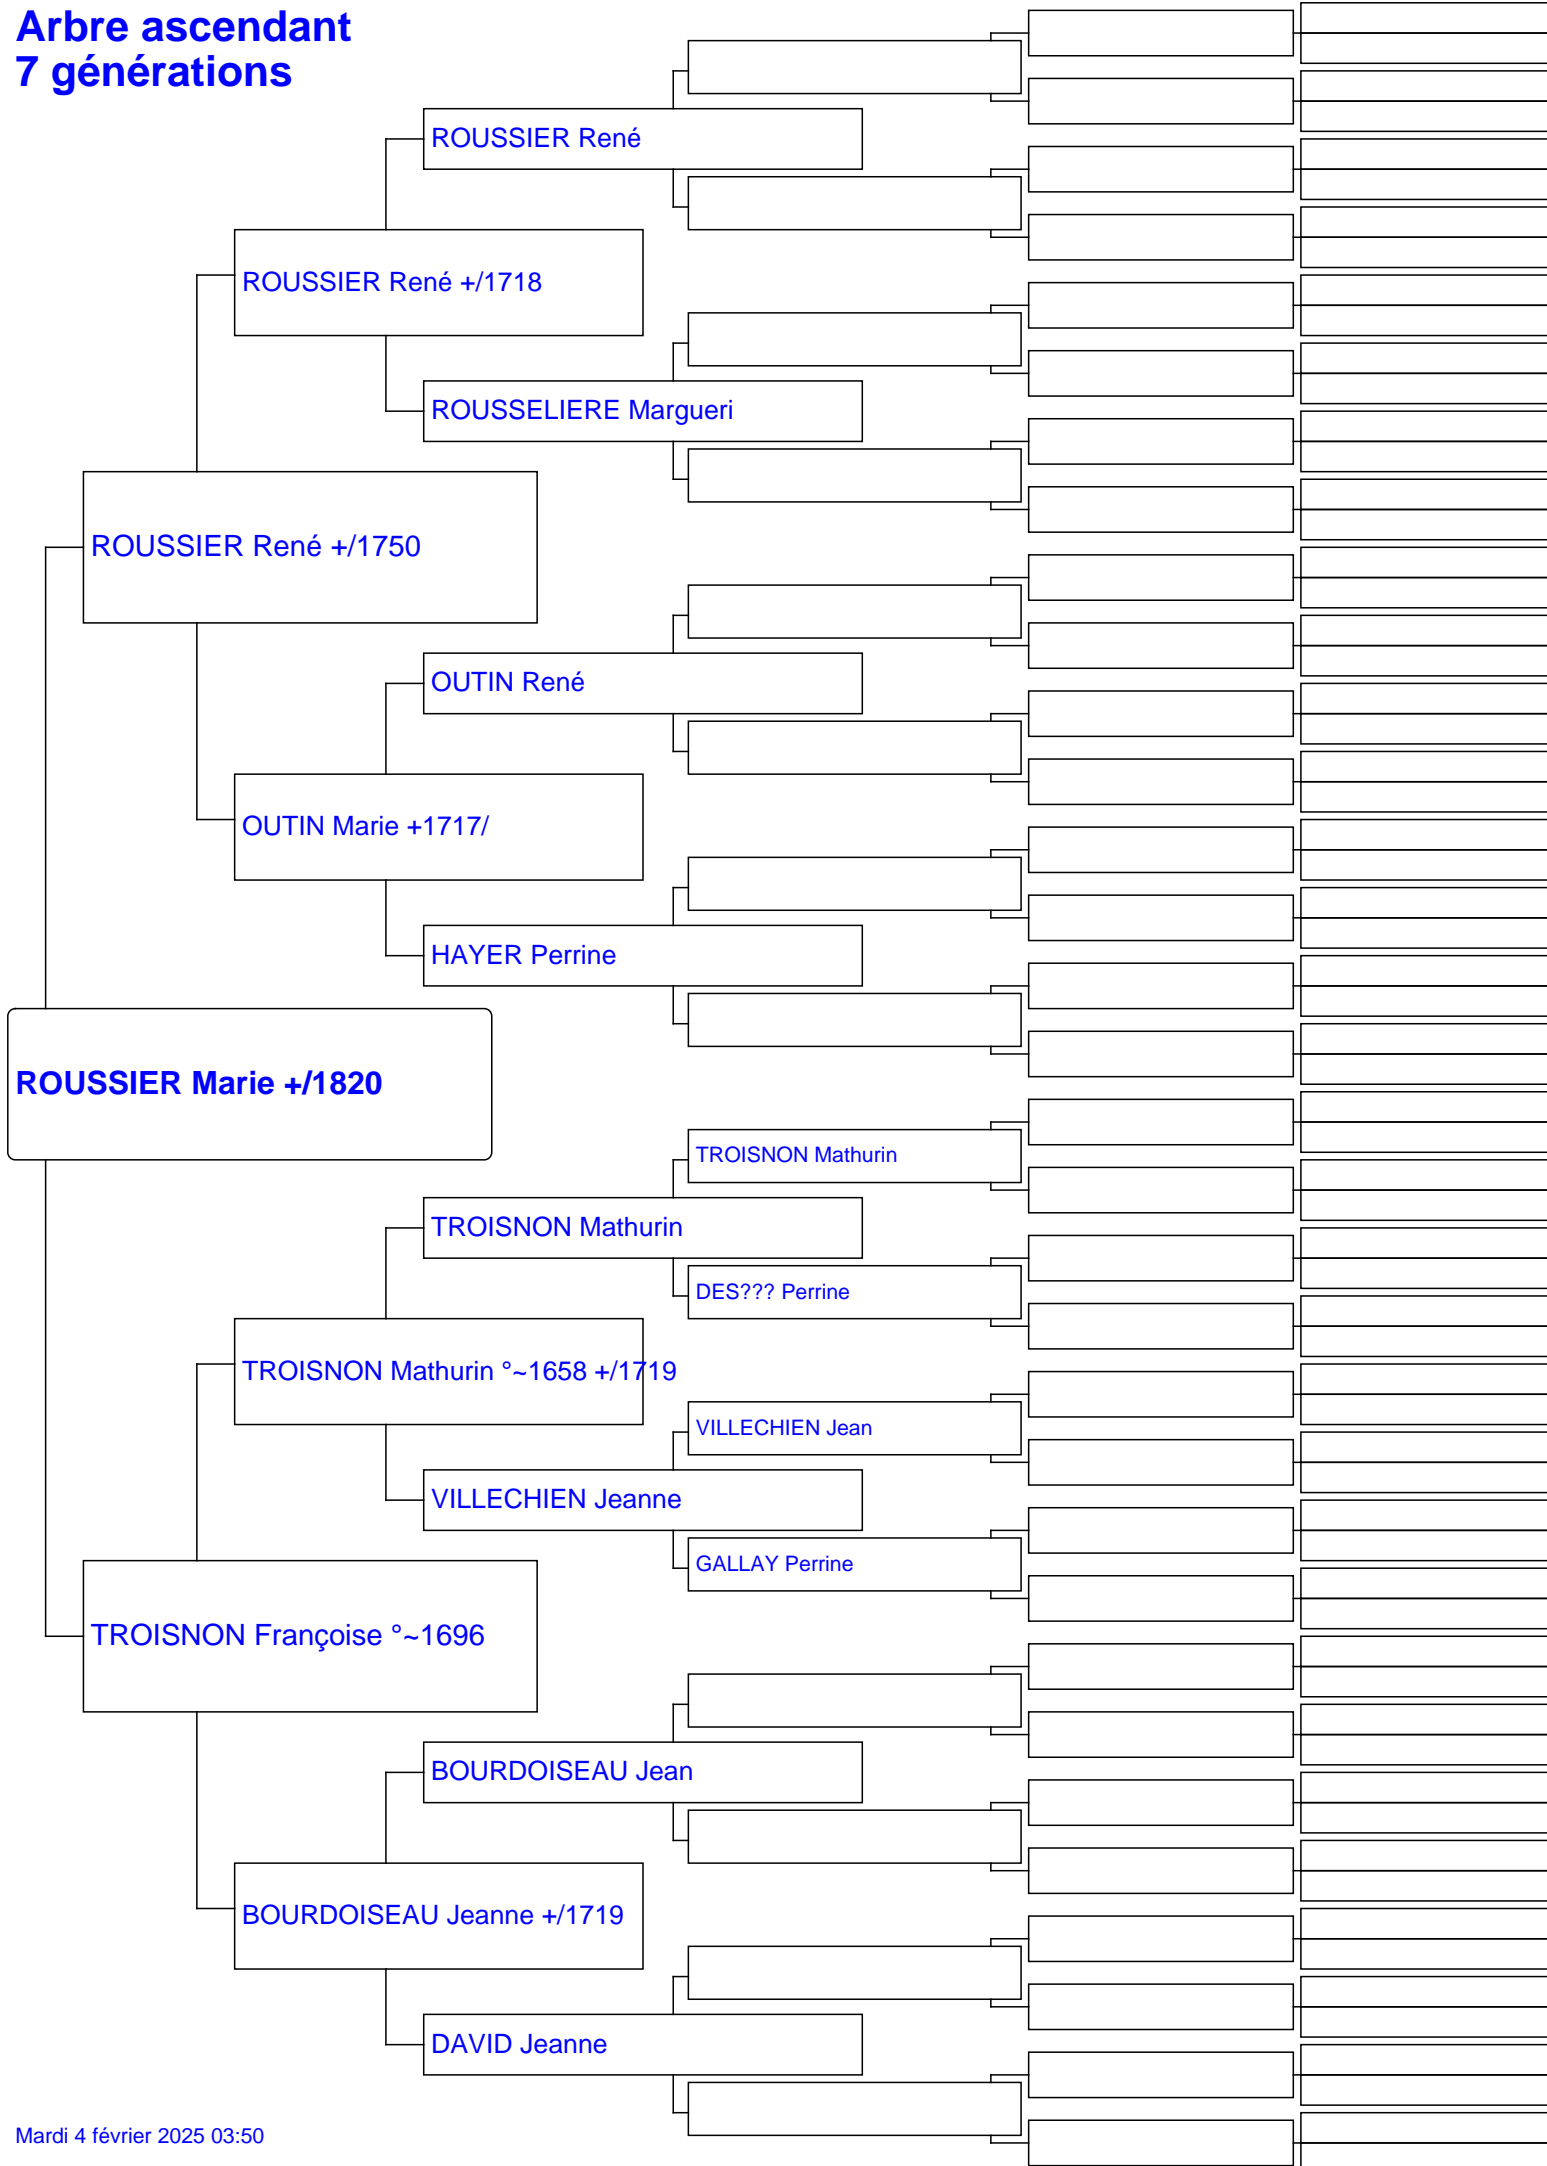 Arbre ascendant
7 générations
ROUSSIER René
ROUSSIER René +/1718
ROUSSELIERE Margueri
ROUSSIER René +/1750
OUTIN René
OUTIN Marie +1717/
HAYER Perrine
ROUSSIER Marie +/1820
TROISNON Mathurin
TROISNON Mathurin
DES??? Perrine
TROISNON Mathurin °~1658 +/1719
VILLECHIEN Jean
VILLECHIEN Jeanne
GALLAY Perrine
TROISNON Françoise °~1696
BOURDOISEAU Jean
BOURDOISEAU Jeanne +/1719
DAVID Jeanne
Mardi 4 février 2025 03:50